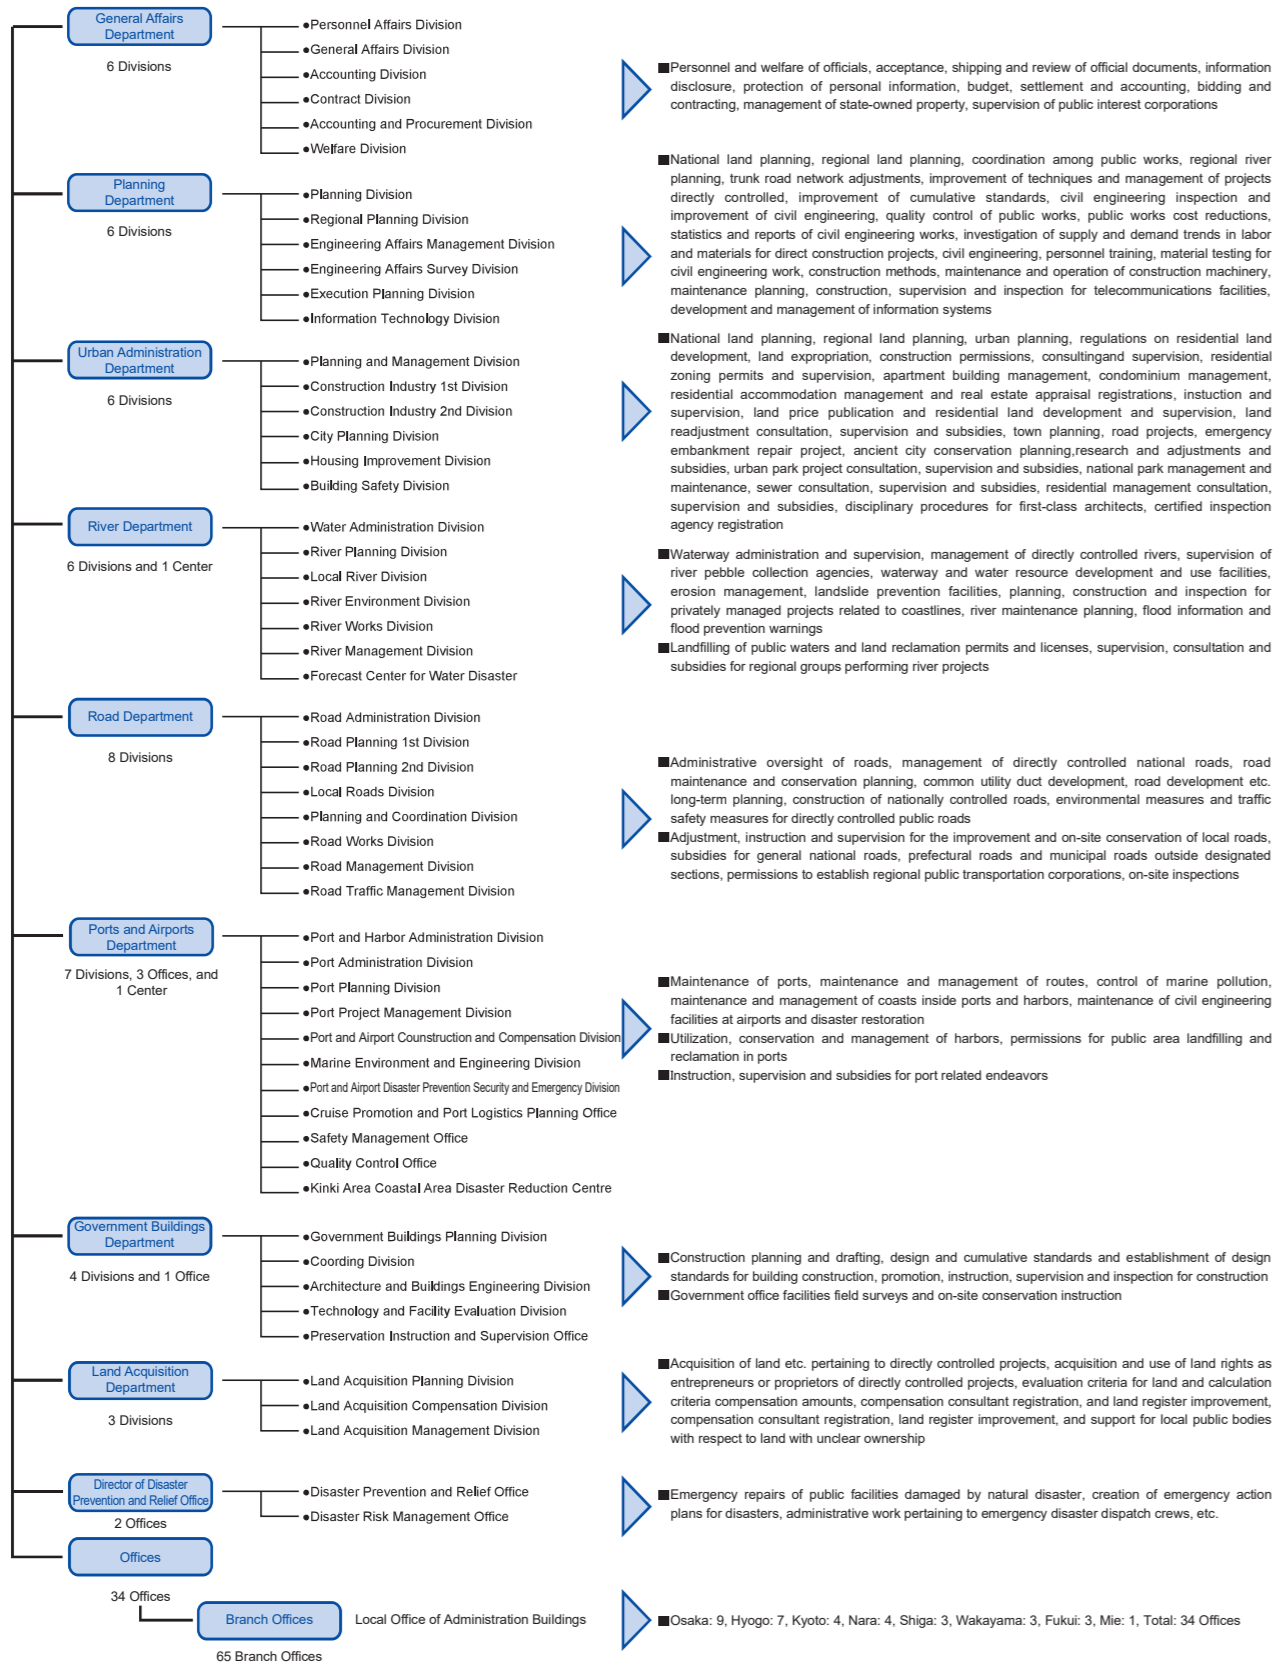 General Affairs
Department
6 Divisions
●Personnel Affairs Division
●General Affairs Division
●Accounting Division
●Contract Division
●Accounting and Procurement Division
●Welfare Division
■Personnel and welfare of officials, acceptance, shipping and review of official documents, information
disclosure, protection of personal information, budget, settlement and accounting, bidding and
contracting, management of state-owned property, supervision of public interest corporations
Planning
Department
6 Divisions
●Planning Division
●Regional Planning Division
●Engineering Affairs Management Division
●Engineering Affairs Survey Division
●Execution Planning Division
●Information Technology Division
■National land planning, regional land planning, coordination among public works, regional river
planning, trunk road network adjustments, improvement of techniques and management of projects
directly controlled, improvement of cumulative standards, civil engineering inspection and
improvement of civil engineering, quality control of public works, public works cost reductions,
statistics and reports of civil engineering works, investigation of supply and demand trends in labor
and materials for direct construction projects, civil engineering, personnel training, material testing for
civil engineering work, construction methods, maintenance and operation of construction machinery,
maintenance planning, construction, supervision and inspection for telecommunications facilities,
development and management of information systems
Urban Administration
Department
6 Divisions
●Planning and Management Division
●Construction Industry 1st Division
●Construction Industry 2nd Division
●City Planning Division
●Housing Improvement Division
●Building Safety Division
■National land planning, regional land planning, urban planning, regulations on residential land
development, land expropriation, construction permissions, consultingand supervision, residential
zoning permits and supervision, apartment building management, condominium management,
residential accommodation management and real estate appraisal registrations, instuction and
supervision, land price publication and residential land development and supervision, land
readjustment consultation, supervision and subsidies, town planning, road projects, emergency
embankment repair project, ancient city conservation planning,research and adjustments and
subsidies, urban park project consultation, supervision and subsidies, national park management and
maintenance, sewer consultation, supervision and subsidies, residential management consultation,
supervision and subsidies, disciplinary procedures for first-class architects, certified inspection
agency registration
River Department
6 Divisions and 1 Center
●Water Administration Division
●River Planning Division
●Local River Division
●River Environment Division
●River Works Division
●River Management Division
●Forecast Center for Water Disaster
■Waterway administration and supervision, management of directly controlled rivers, supervision of
river pebble collection agencies, waterway and water resource development and use facilities,
erosion management, landslide prevention facilities, planning, construction and inspection for
privately managed projects related to coastlines, river maintenance planning, flood information and
flood prevention warnings
■Landfilling of public waters and land reclamation permits and licenses, supervision, consultation and
subsidies for regional groups performing river projects
Road Department
8 Divisions
●Road Administration Division
●Road Planning 1st Division
●Road Planning 2nd Division
●Local Roads Division
●Planning and Coordination Division
●Road Works Division
●Road Management Division
●Road Traffic Management Division
■Administrative oversight of roads, management of directly controlled national roads, road
maintenance and conservation planning, common utility duct development, road development etc.
long-term planning, construction of nationally controlled roads, environmental measures and traffic
safety measures for directly controlled public roads
■Adjustment, instruction and supervision for the improvement and on-site conservation of local roads,
subsidies for general national roads, prefectural roads and municipal roads outside designated
sections, permissions to establish regional public transportation corporations, on-site inspections
Ports and Airports
Department
7 Divisions, 3 Offices, and
1 Center
●Port and Harbor Administration Division
●Port Administration Division
●Port Planning Division
●Port Project Management Division
●Port and Airport Counstruction and Compensation Division
●Marine Environment and Engineering Division
●Port and Airport Disaster Prevention Security and Emergency Division
●Cruise Promotion and Port Logistics Planning Office
●Safety Management Office
●Quality Control Office
●Kinki Area Coastal Area Disaster Reduction Centre
■Maintenance of ports, maintenance and management of routes, control of marine pollution,
maintenance and management of coasts inside ports and harbors, maintenance of civil engineering
facilities at airports and disaster restoration
■Utilization, conservation and management of harbors, permissions for public area landfilling and
reclamation in ports
■Instruction, supervision and subsidies for port related endeavors
Government Buildings
Department
4 Divisions and 1 Office
●Government Buildings Planning Division
●Coording Division
●Architecture and Buildings Engineering Division
●Technology and Facility Evaluation Division
●Preservation Instruction and Supervision Office
■Construction planning and drafting, design and cumulative standards and establishment of design
standards for building construction, promotion, instruction, supervision and inspection for construction
■Government office facilities field surveys and on-site conservation instruction
Land Acquisition
Department
3 Divisions
●Land Acquisition Planning Division
●Land Acquisition Compensation Division
●Land Acquisition Management Division
■Acquisition of land etc. pertaining to directly controlled projects, acquisition and use of land rights as
entrepreneurs or proprietors of directly controlled projects, evaluation criteria for land and calculation
criteria compensation amounts, compensation consultant registration, and land register improvement,
compensation consultant registration, land register improvement, and support for local public bodies
with respect to land with unclear ownership
Director of Disaster
Prevention and Relief Office
2 Offices
●Disaster Prevention and Relief Office
●Disaster Risk Management Office
■Emergency repairs of public facilities damaged by natural disaster, creation of emergency action
plans for disasters, administrative work pertaining to emergency disaster dispatch crews, etc.
Offices
34 Offices
Branch Offices
65 Branch Offices
Local Office of Administration Buildings
■Osaka: 9, Hyogo: 7, Kyoto: 4, Nara: 4, Shiga: 3, Wakayama: 3, Fukui: 3, Mie: 1, Total: 34 Offices